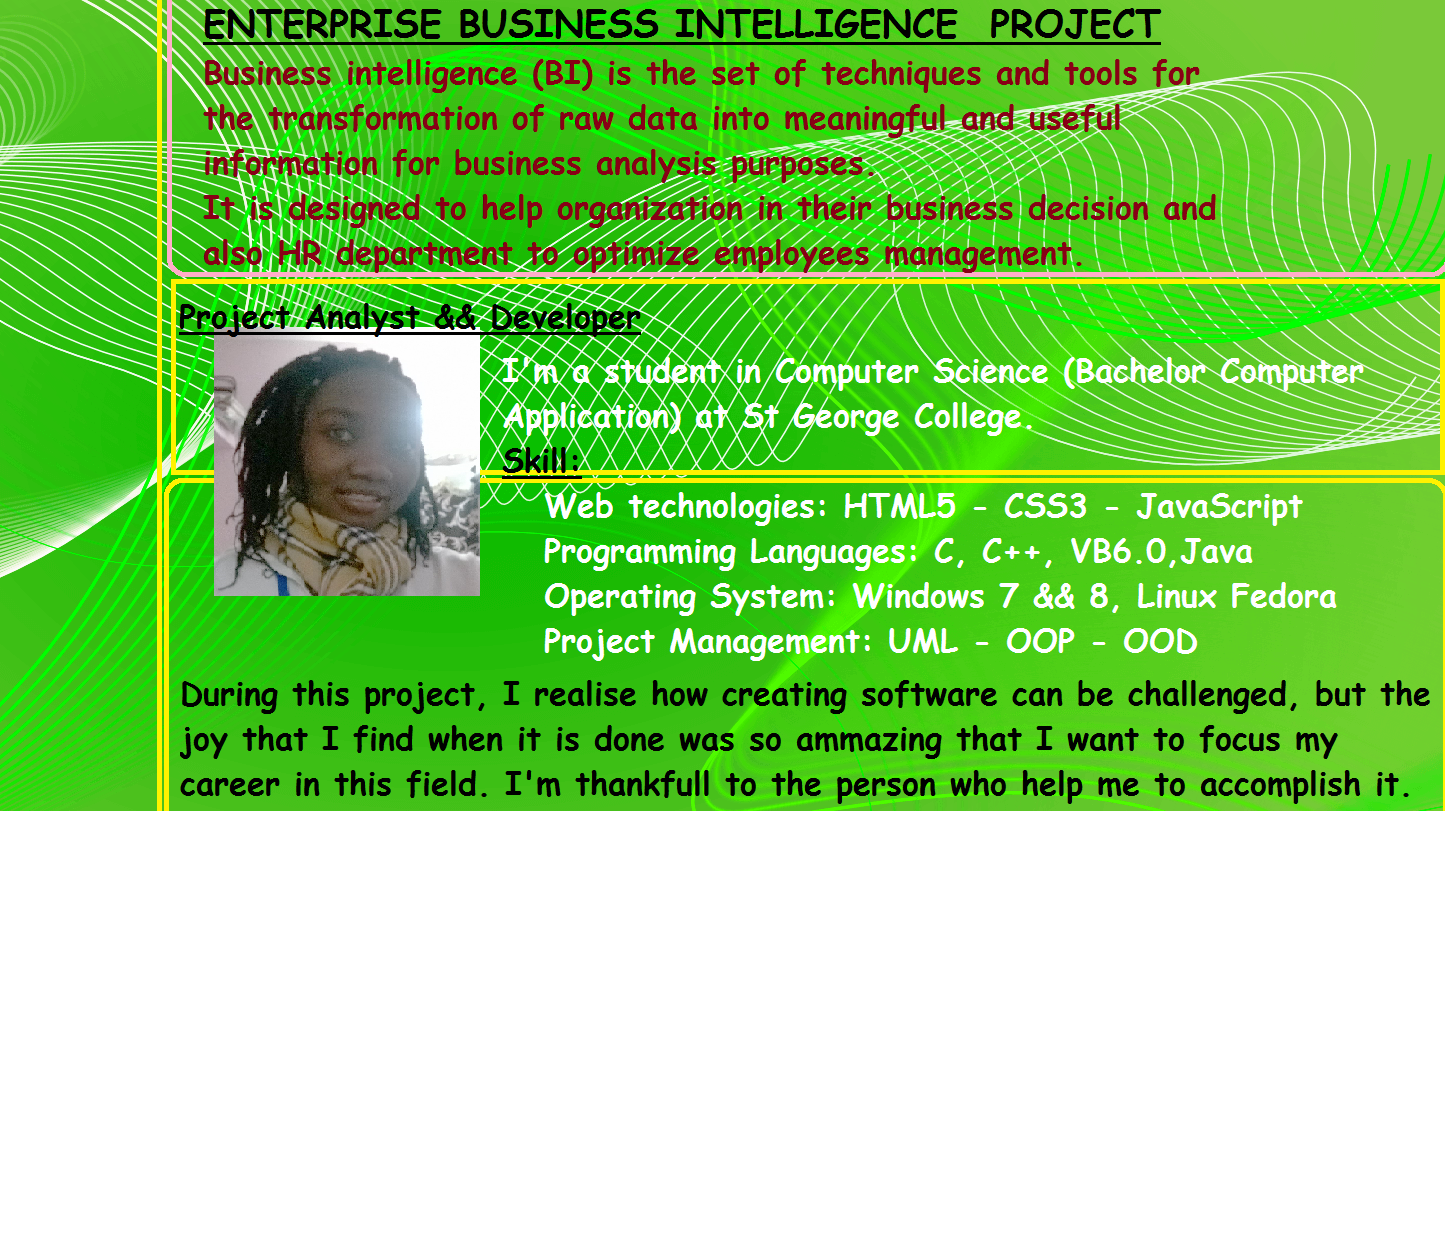 ENTERPRISE BUSINESS INTELLIGENCE PROJECT
Business intelligence (BI) is the set of techniques and tools for
the transformation of raw data into meaningful and useful
information for business analysis purposes.
It is designed to help organization in their business decision and
also HR department to optimize employees management.
Project Analyst && Developer
I'm a student in Computer Science (Bachelor Computer
Application) at St George College.
Skill:
Web technologies: HTML5 - CSS3 - JavaScript
Programming Languages: C, C++, VB6.0,Java
Operating System: Windows 7 && 8, Linux Fedora
Project Management: UML - OOP - OOD
During this project, I realise how creating software can be challenged, but the
joy that I find when it is done was so ammazing that I want to focus my
career in this field. I'm thankfull to the person who help me to accomplish it.